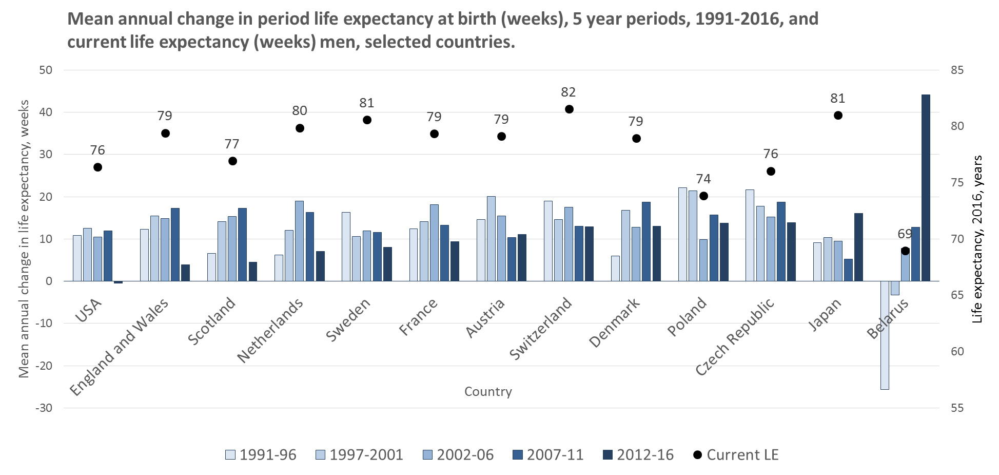 Mean annual change in period life expectancy at birth (weeks), 5 year periods, 1991-2016, and
current life expectancy (weeks) men, selected countries.
Mean annual change in life expectancy, weeks
50
40
30
20
10
0
-10
-20
-30
85
80
75
70
65
60
55
Life expectancy, 2016, years
76
79
77
80
81
79
79
82
79
74
76
81
69
USA
England and Wales
Scotland
Netherlands
Sweden
France
Austria
Switzerland
Denmark
Poland
Czech Republic
Japan
Belarus
Country
1991-96 1997-2001 2002-06 2007-11 2012-16 Current LE